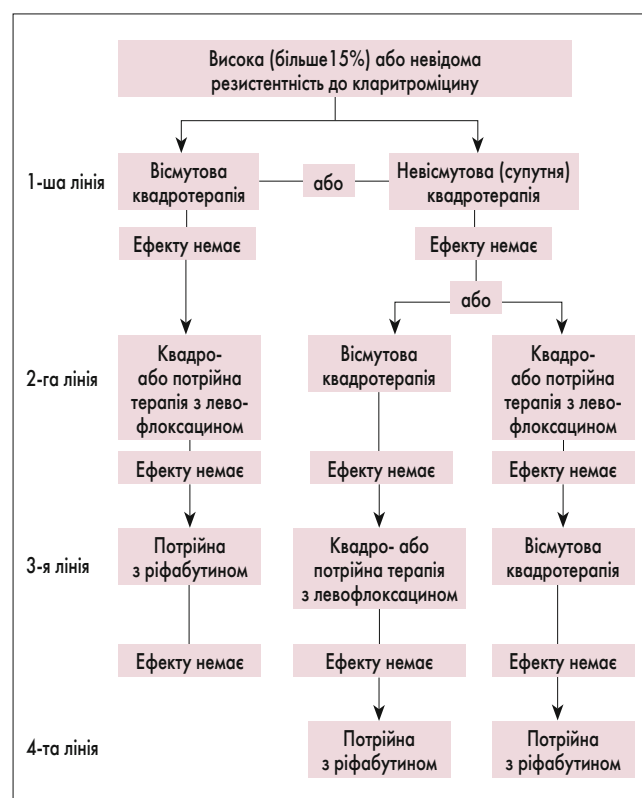 Висока (більше15%) або невідома
резистентність до кларитроміцину
1-ша лінія
Вісмутова
квадротерапія
або
Невісмутова (супутня)
квадротерапія
Ефекту немає
Ефекту немає
або
2-га лінія
Квадро-
або потрійна
терапія з лево-
флоксацином
Вісмутова
квадротерапія
Квадро-
або потрійна
терапія з лево-
флоксацином
Ефекту немає
Ефекту немає
Ефекту немає
3-я лінія
Потрійна
з ріфабутином
Квадро- або
потрійна терапія
з левофлоксацином
Вісмутова
квадротерапія
Ефекту немає
Ефекту немає
Ефекту немає
4-та лінія
Потрійна
з ріфабутином
Потрійна
з ріфабутином